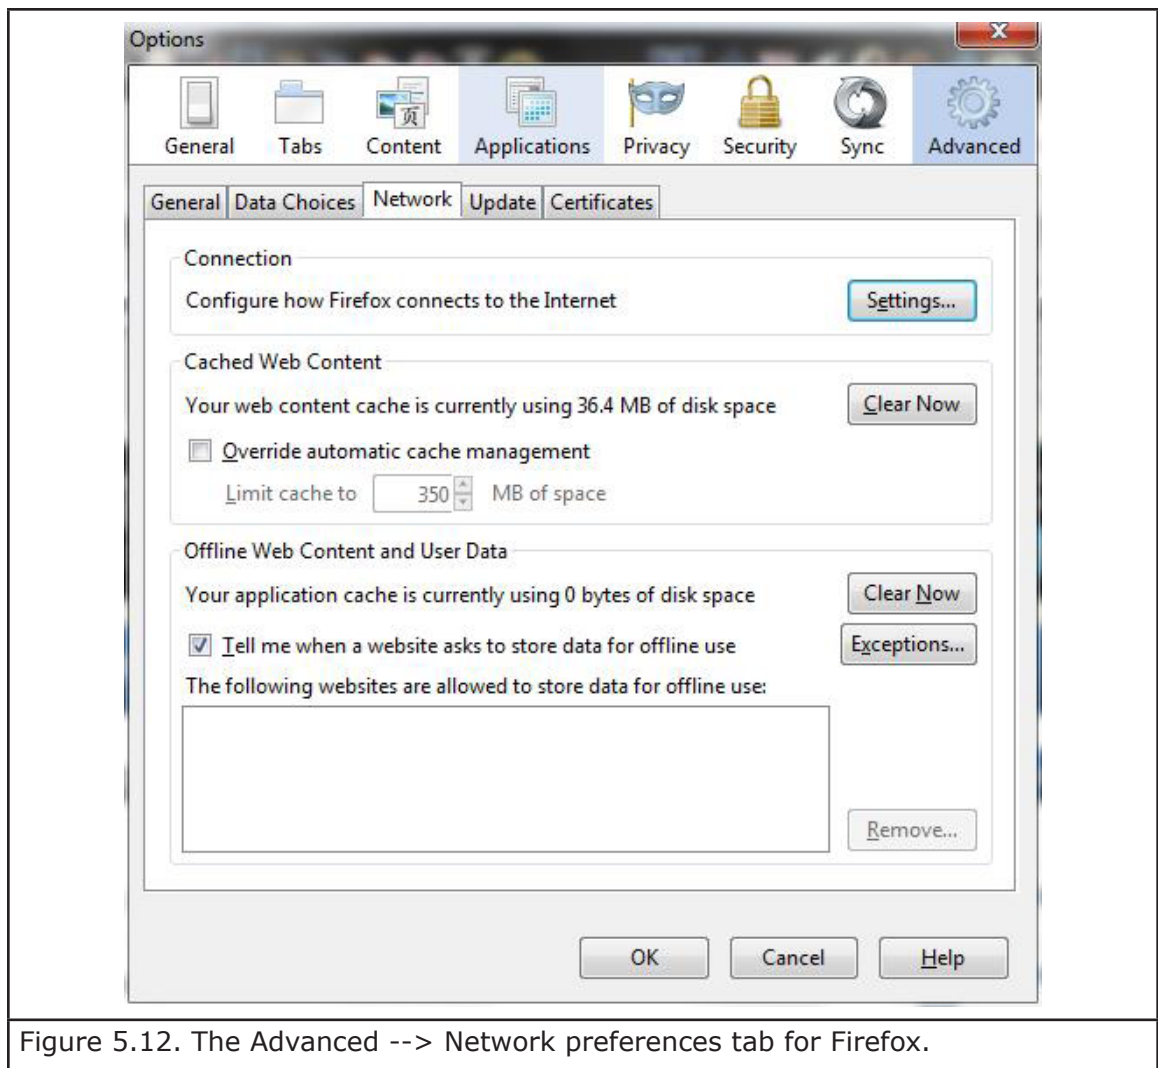 Options
X
页
General Tabs Content Applications Privacy Security Sync Advanced
General Data Choices Network Update Certificates
Connection
Configure how Firefox connects to the Internet Settings...
Cached Web Content
Your web content cache is currently using 36.4 MB of disk space Clear Now
Override automatic cache management
Limit cache to 350 MB of space
Offline Web Content and User Data
Your application cache is currently using 0 bytes of disk space Clear Now
Tell me when a website asks to store data for offline use Exceptions...
The following websites are allowed to store data for offline use:
Remove...
OK Cancel Help
Figure 5.12. The Advanced --> Network preferences tab for Firefox.